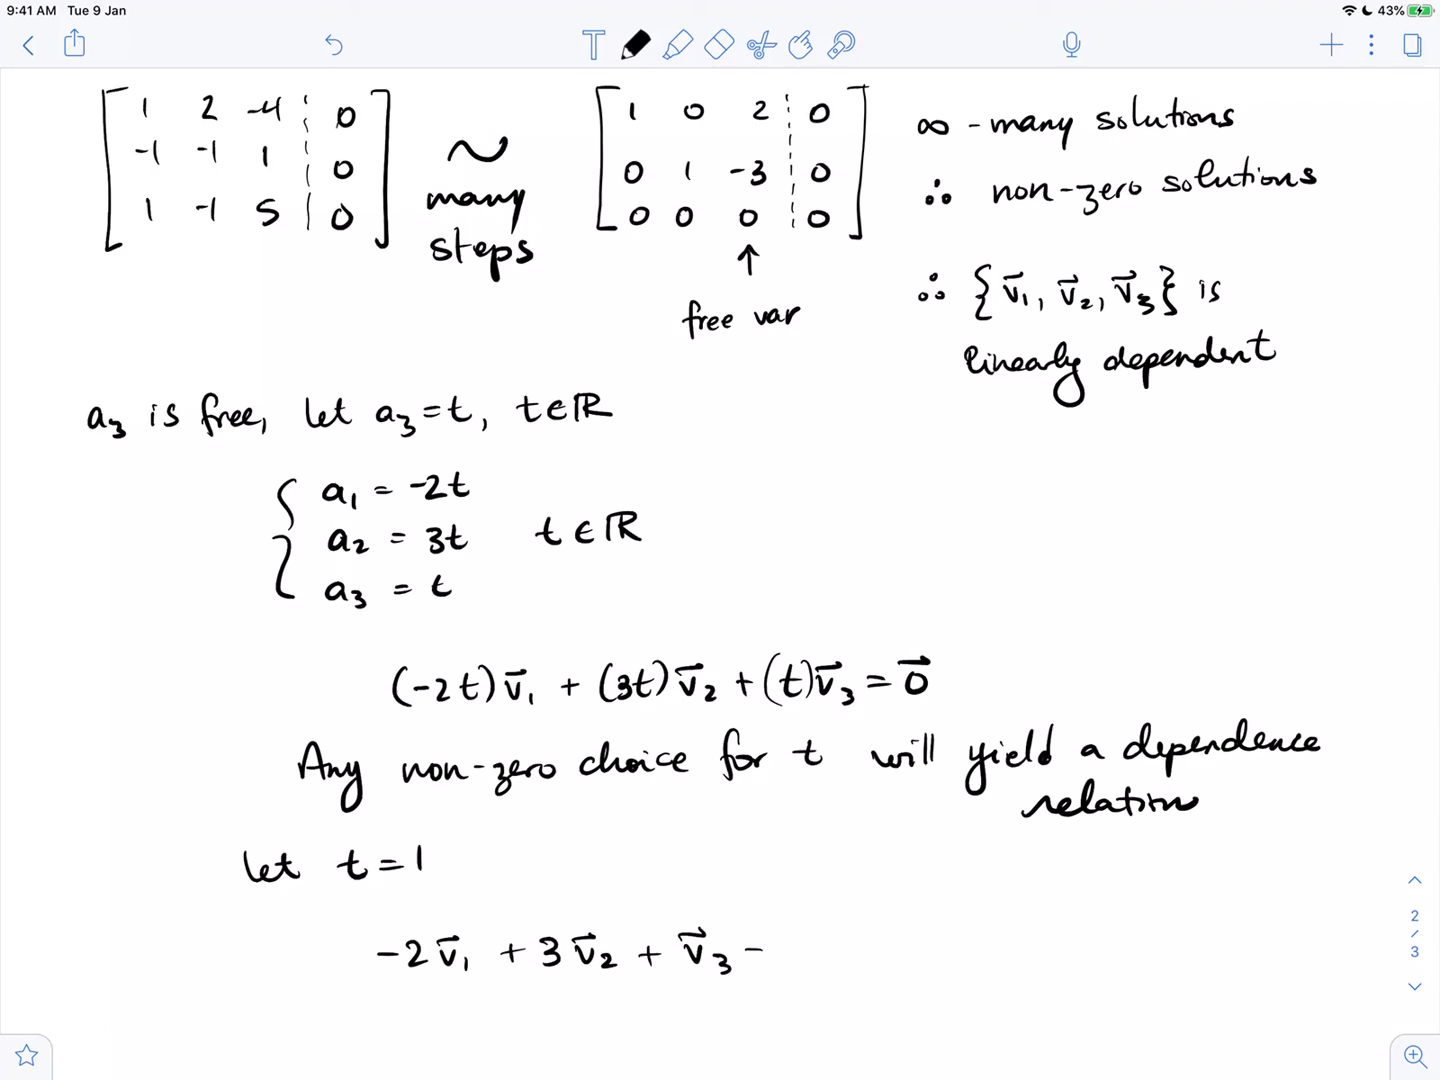 9:41 AM Tue 9 Jan 43%
T
1 2 -4 0
-1 -1 1 0
1 -1 5 0
~
many
steps
1 0 2 0
0 1 -3 0
0 0 0 0
↑
free var
∞ - many solutions
∴ non-zero solutions
∴ {v⃗₁, v⃗₂, v⃗₃} is
linearly dependent
a₃ is free, let a₃ = t, t ∈ ℝ
a₁ = -2t
a₂ = 3t t ∈ ℝ
a₃ = t
(-2t)v⃗₁ + (3t)v⃗₂ + (t)v⃗₃ = 0⃗
Any non-zero choice for t will yield a dependence
relation
let t = 1
-2v⃗₁ + 3v⃗₂ + v⃗₃ -
2
/
3